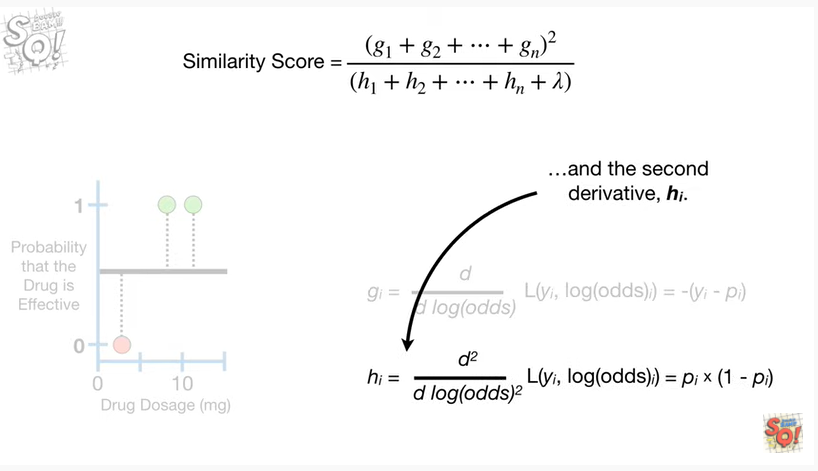 SQ!
Similarity Score = (g₁ + g₂ + ⋯ + gₙ)² / (h₁ + h₂ + ⋯ + hₙ + λ)
…and the second
derivative, hᵢ.
1
Probability
that the
Drug is
Effective
0
0 10
Drug Dosage (mg)
gᵢ = d / d log(odds) L(yᵢ, log(odds)ᵢ) = -(yᵢ - pᵢ)
hᵢ = d² / d log(odds)² L(yᵢ, log(odds)ᵢ) = pᵢ × (1 - pᵢ)
SQ!